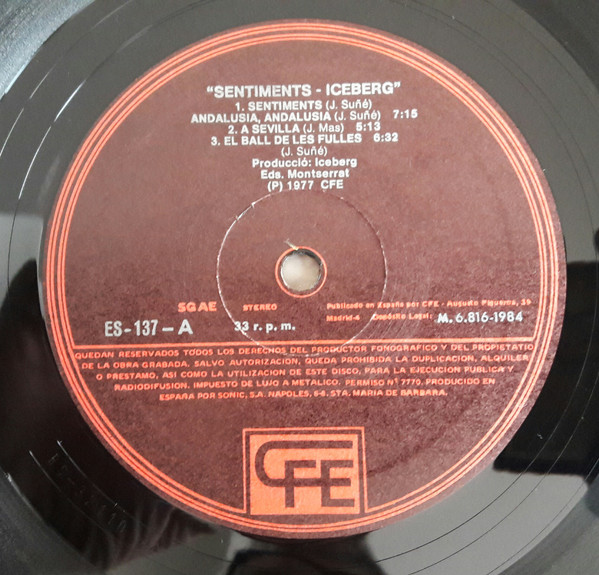 "SENTIMENTS - ICEBERG"
1. SENTIMENTS (J. Suñé)
ANDALUSIA, ANDALUSIA (J. Suñé) 7:15
2. A SEVILLA (J. Mas) 5:13
3. EL BALL DE LES FULLES 6:32
(J. Suñé)
Producció: Iceberg
Eds. Montserrat
(P) 1977 CFE
SGAE STEREO Publicado en España por CFE - Augusto Figueroa, 39
ES-137-A 33 r. p. m. Madrid-4 Depósito Legal: M. 6.816-1984
QUEDAN RESERVADOS TODOS LOS DERECHOS DEL PRODUCTOR FONOGRAFICO Y DEL PROPIETATIO
DE LA OBRA GRABADA. SALVO AUTORIZACION, QUEDA PROHIBIDA LA DUPLICACION, ALQUILER
O PRESTAMO, ASI COMO LA UTILIZACION DE ESTE DISCO, PARA LA EJECUCION PUBLICA Y
RADIODIFUSION. IMPUESTO DE LUJO A METALICO. PERMISO Nº 7770. PRODUCIDO EN
ESPAÑA POR SONIC, S.A. NAPOLES, 6-8. STA. MARIA DE BARBARA.
CFE